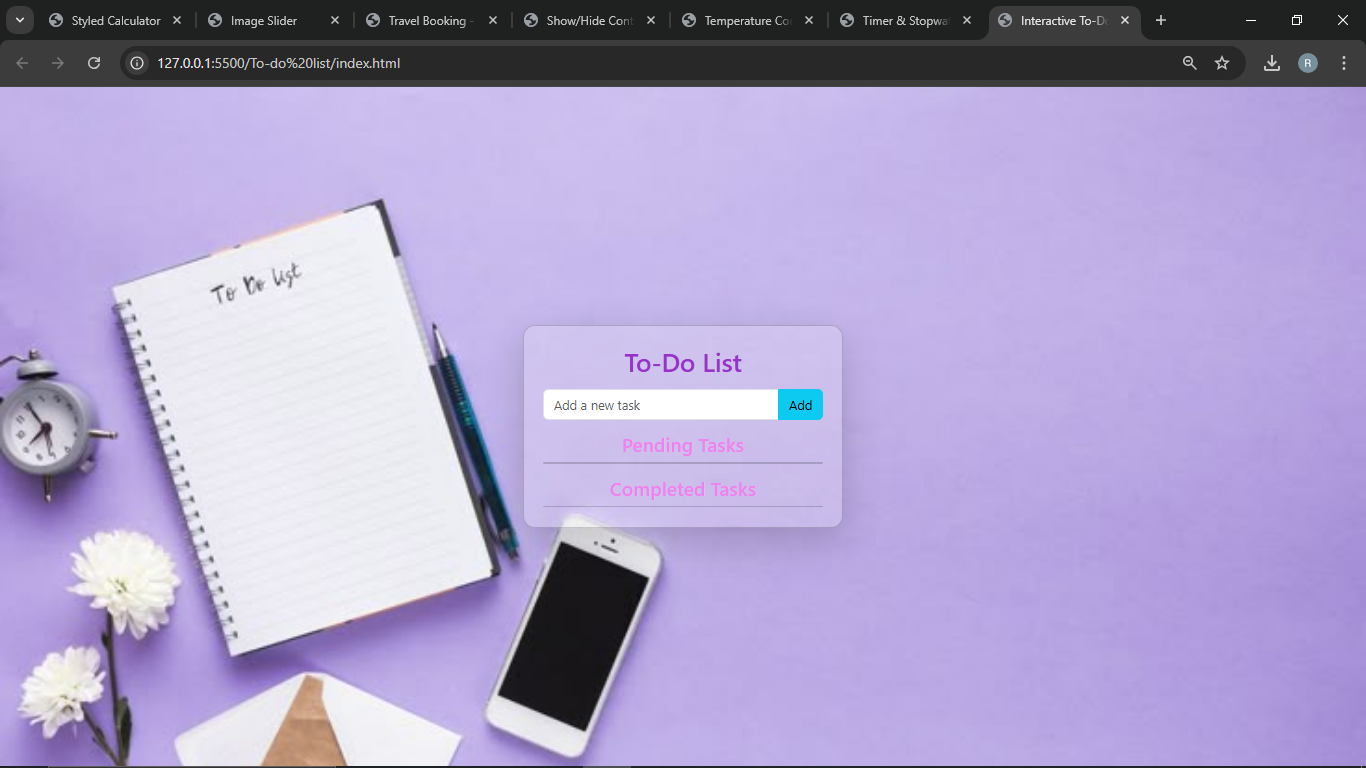 Styled Calculator
Image Slider
Travel Booking -
Show/Hide Cont
Temperature Co
Timer & Stopwa
Interactive To-D
127.0.0.1:5500/To-do%20list/index.html
R
To Do List
To-Do List
Add a new task
Add
Pending Tasks
Completed Tasks